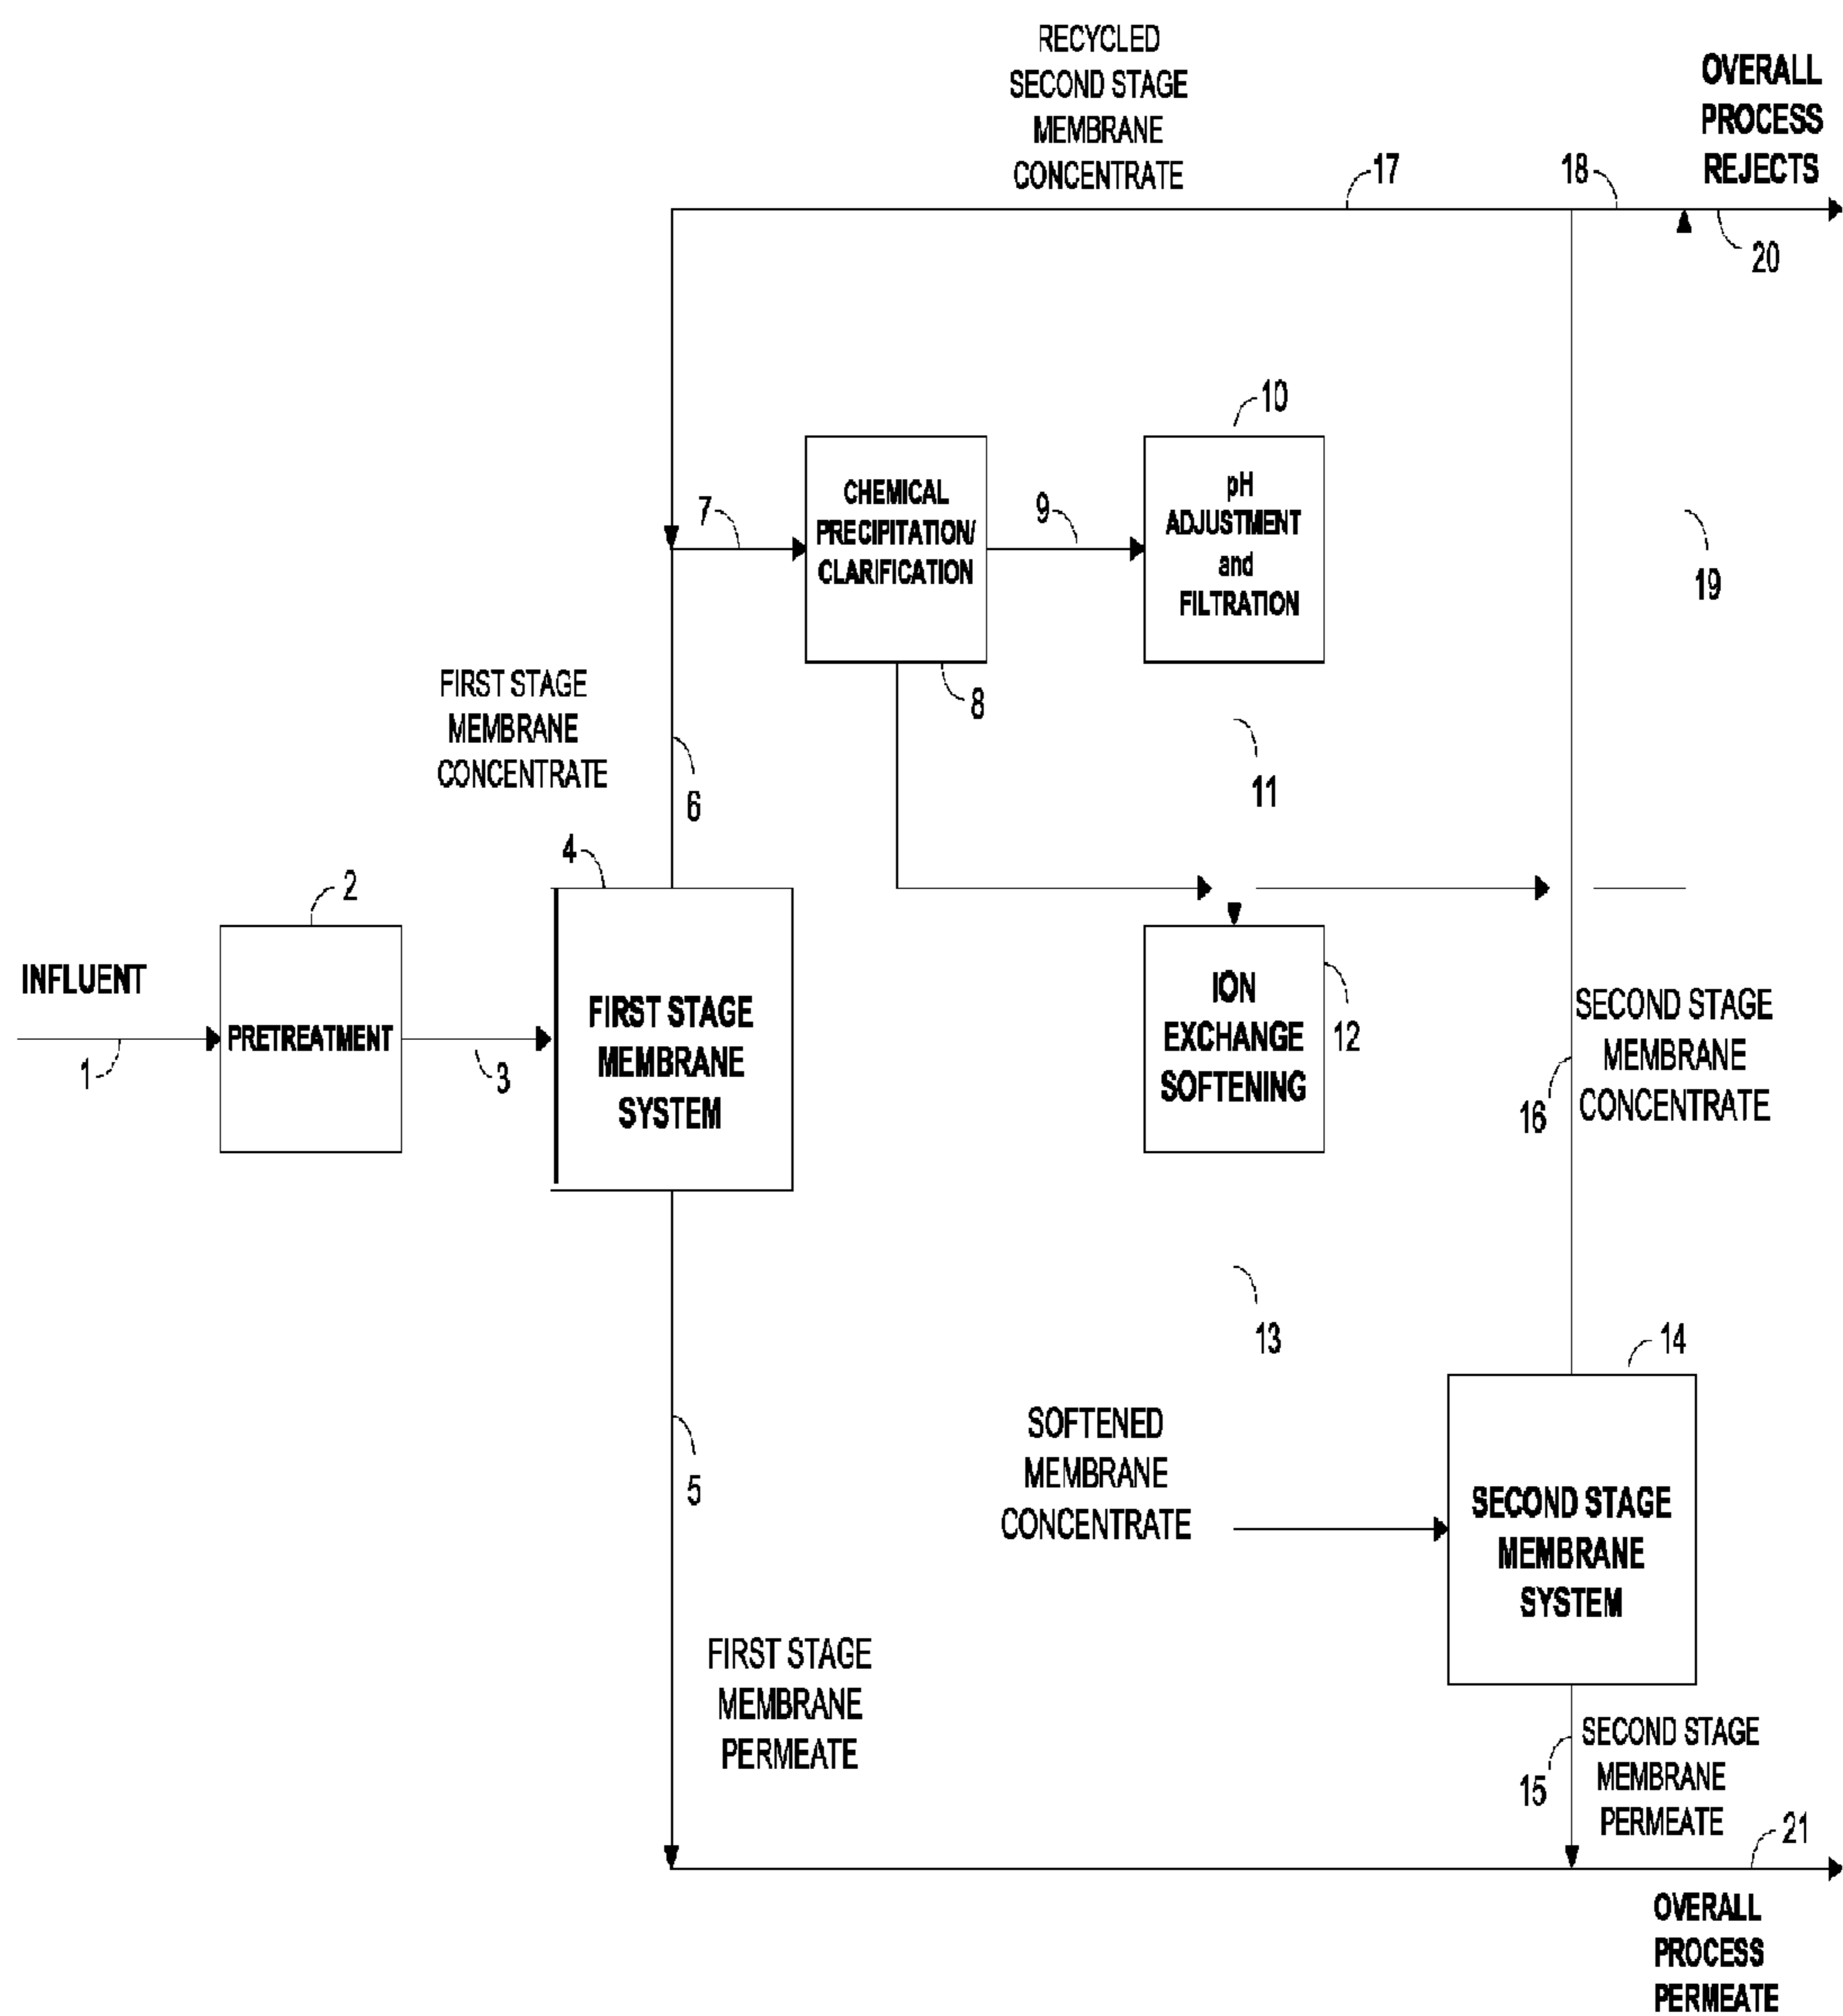 RECYCLED
SECOND STAGE
MEMBRANE
CONCENTRATE
OVERALL
PROCESS
REJECTS
17
18
20
10
7
CHEMICAL
PRECIPITATION/
CLARIFICATION
9
pH
ADJUSTMENT
and
FILTRATION
19
8
FIRST STAGE
MEMBRANE
CONCENTRATE
6
11
4
2
INFLUENT
1
PRETREATMENT
3
FIRST STAGE
MEMBRANE
SYSTEM
ION
EXCHANGE
SOFTENING
12
SECOND STAGE
MEMBRANE
CONCENTRATE
16
13
14
5
SOFTENED
MEMBRANE
CONCENTRATE
SECOND STAGE
MEMBRANE
SYSTEM
FIRST STAGE
MEMBRANE
PERMEATE
15
SECOND STAGE
MEMBRANE
PERMEATE
21
OVERALL
PROCESS
PERMEATE